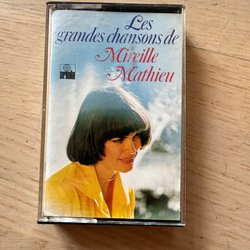 Les
grandes chansons de
Mireille
Mathieu
ariola